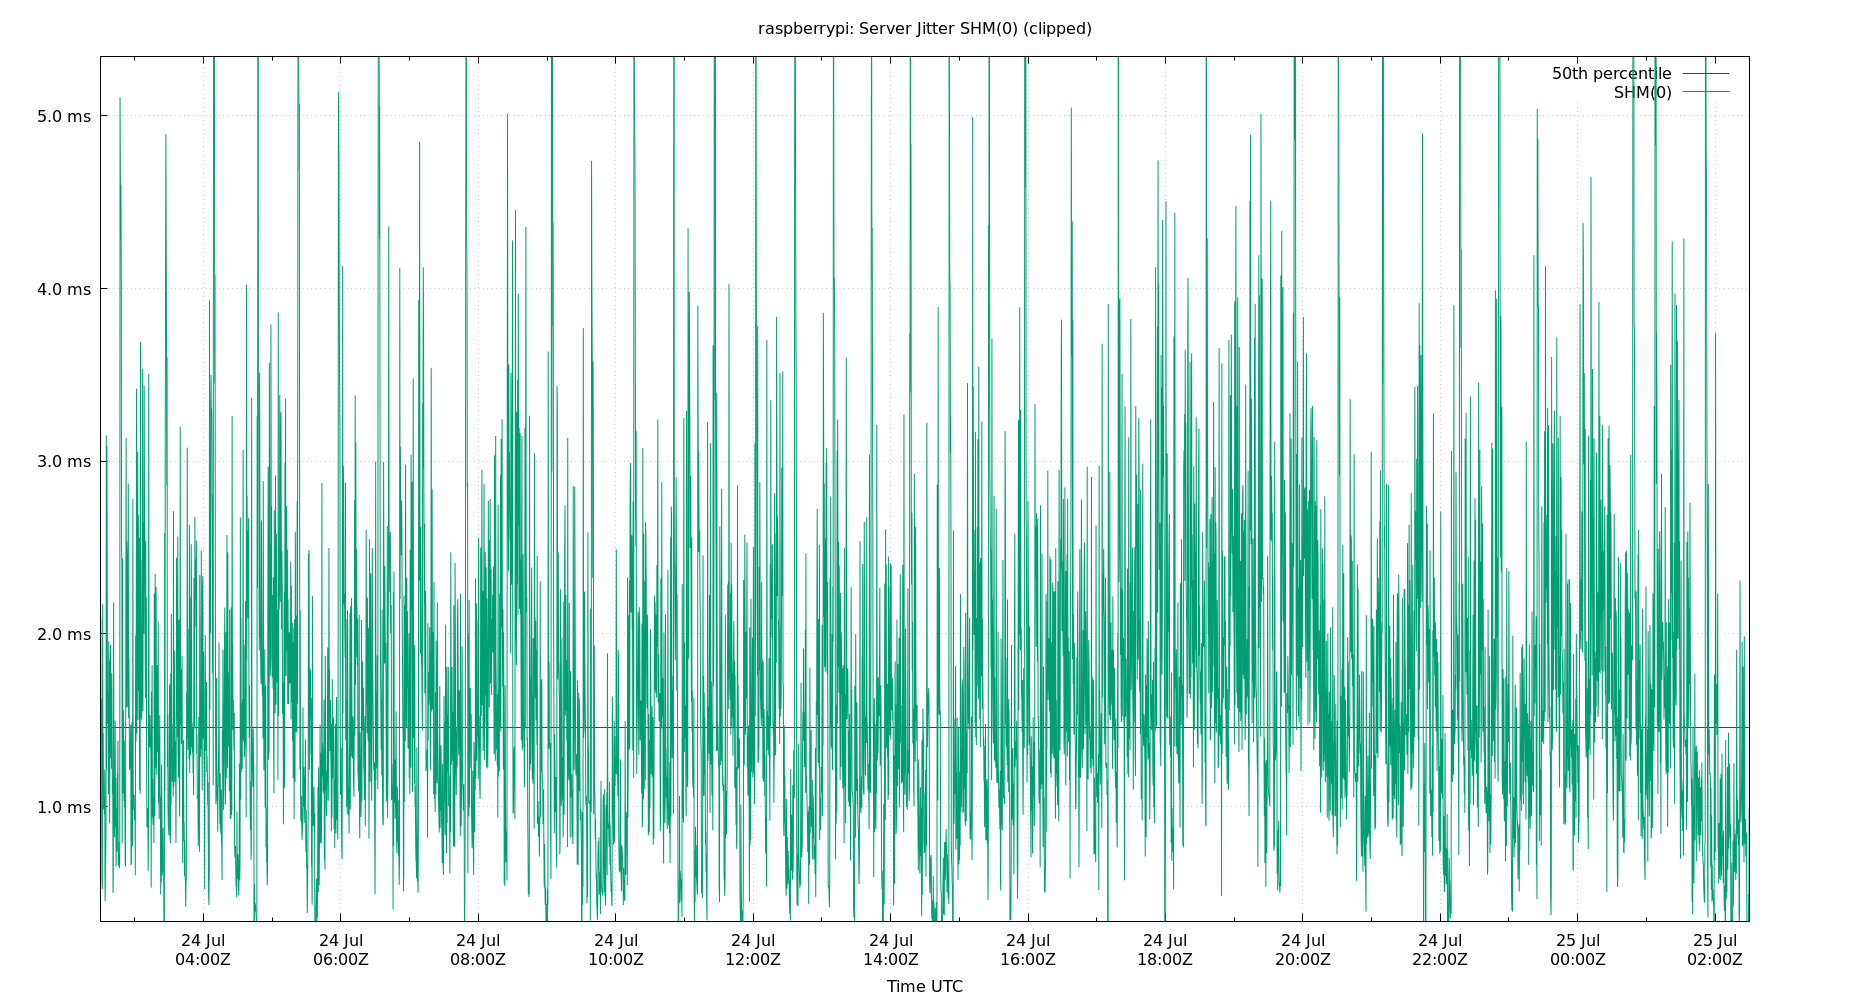 raspberrypi: Server Jitter SHM(0) (clipped)
50th percentile
SHM(0)
5.0 ms
4.0 ms
3.0 ms
2.0 ms
1.0 ms
24 Jul 24 Jul 24 Jul 24 Jul 24 Jul 24 Jul 24 Jul 24 Jul 24 Jul 24 Jul 25 Jul 25 Jul
04:00Z 06:00Z 08:00Z 10:00Z 12:00Z 14:00Z 16:00Z 18:00Z 20:00Z 22:00Z 00:00Z 02:00Z
Time UTC